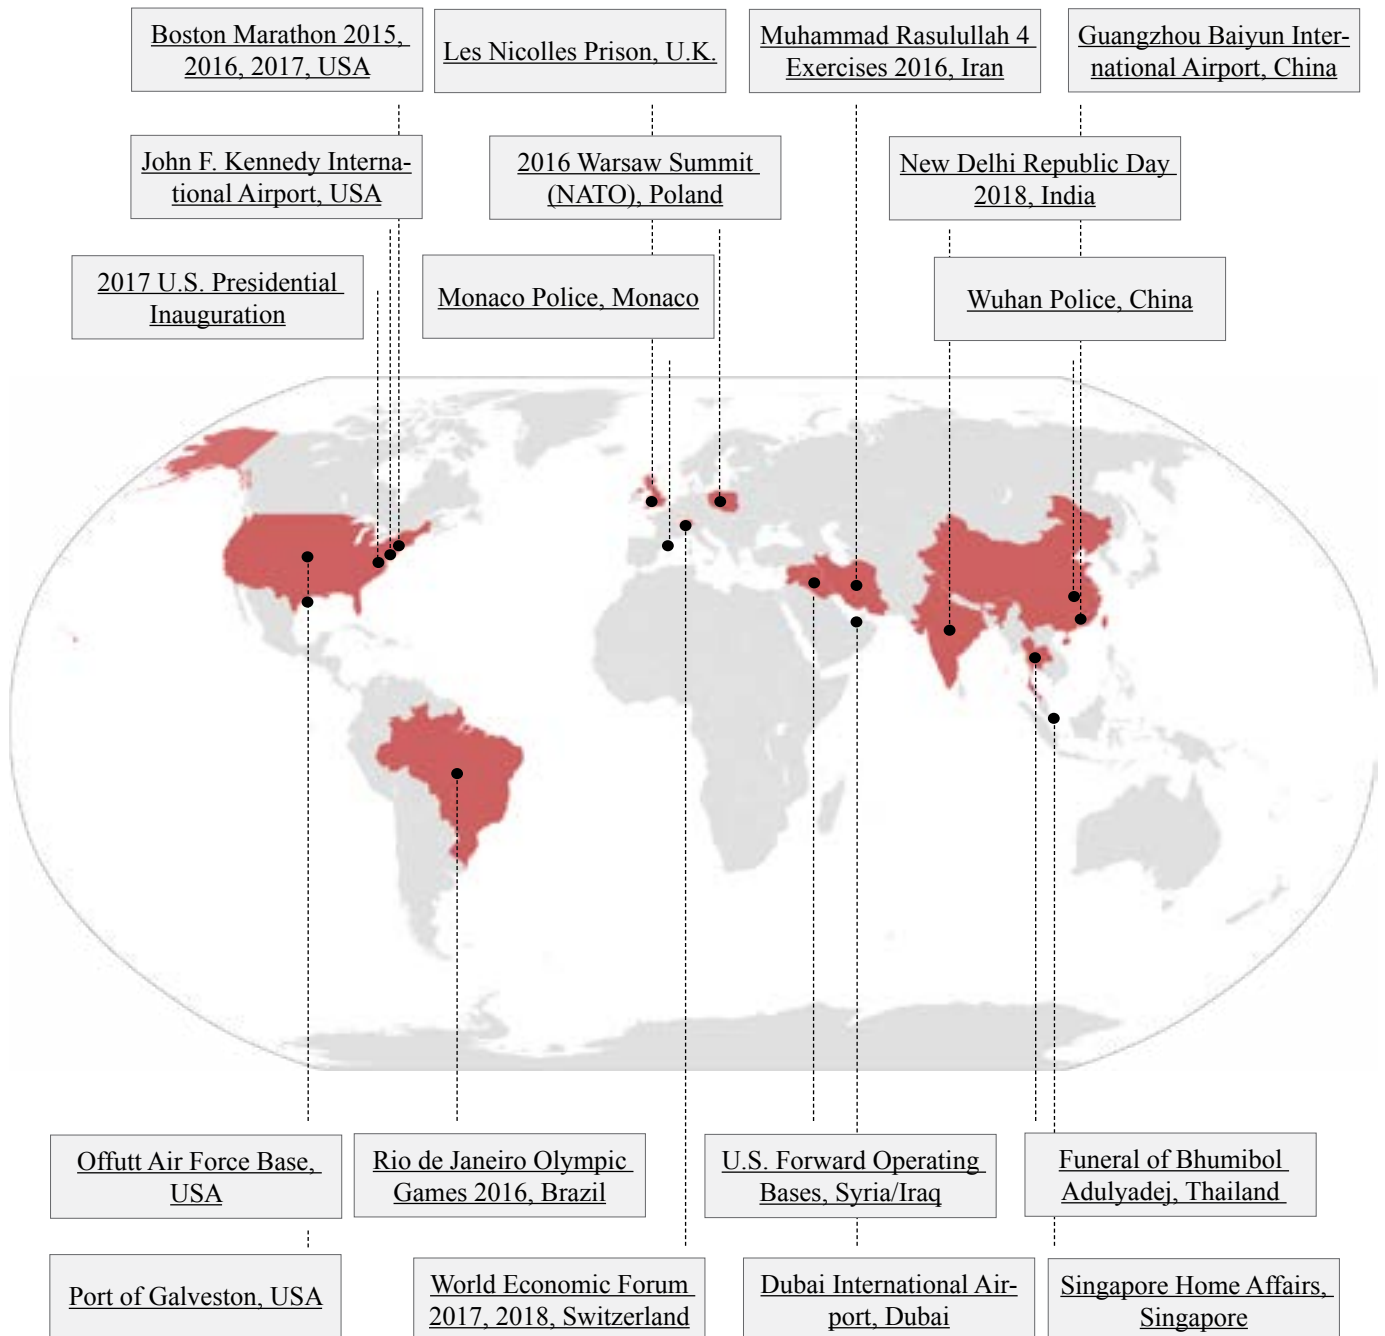 Boston Marathon 2015,
2016, 2017, USA
Les Nicolles Prison, U.K.
Muhammad Rasulullah 4
Exercises 2016, Iran
Guangzhou Baiyun Inter-
national Airport, China
John F. Kennedy Interna-
tional Airport, USA
2016 Warsaw Summit
(NATO), Poland
New Delhi Republic Day
2018, India
2017 U.S. Presidential
Inauguration
Monaco Police, Monaco
Wuhan Police, China
Offutt Air Force Base,
USA
Rio de Janeiro Olympic
Games 2016, Brazil
U.S. Forward Operating
Bases, Syria/Iraq
Funeral of Bhumibol
Adulyadej, Thailand
Port of Galveston, USA
World Economic Forum
2017, 2018, Switzerland
Dubai International Air-
port, Dubai
Singapore Home Affairs,
Singapore